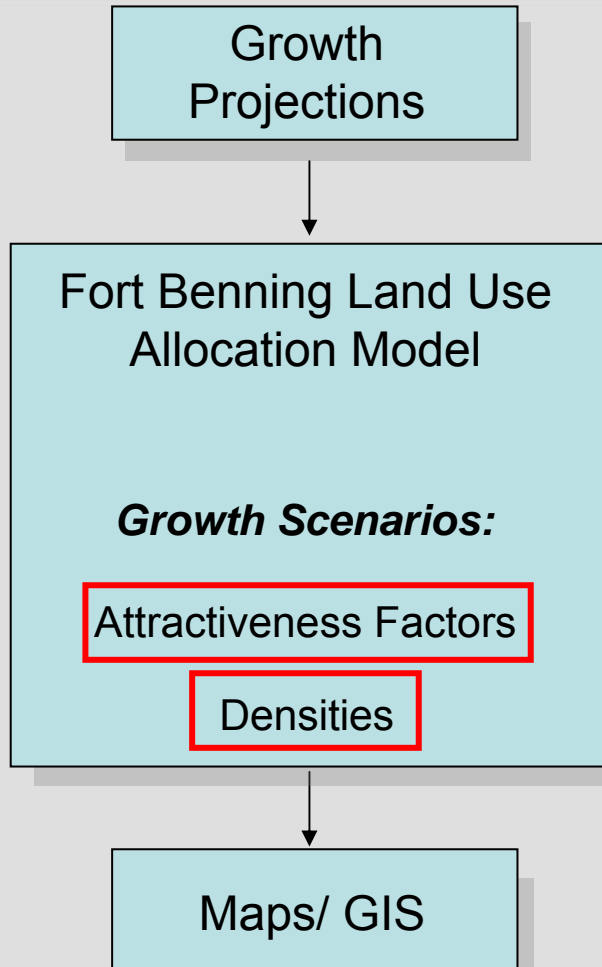 Growth
Projections
Fort Benning Land Use
Allocation Model
Growth Scenarios:
Attractiveness Factors
Densities
Maps/ GIS